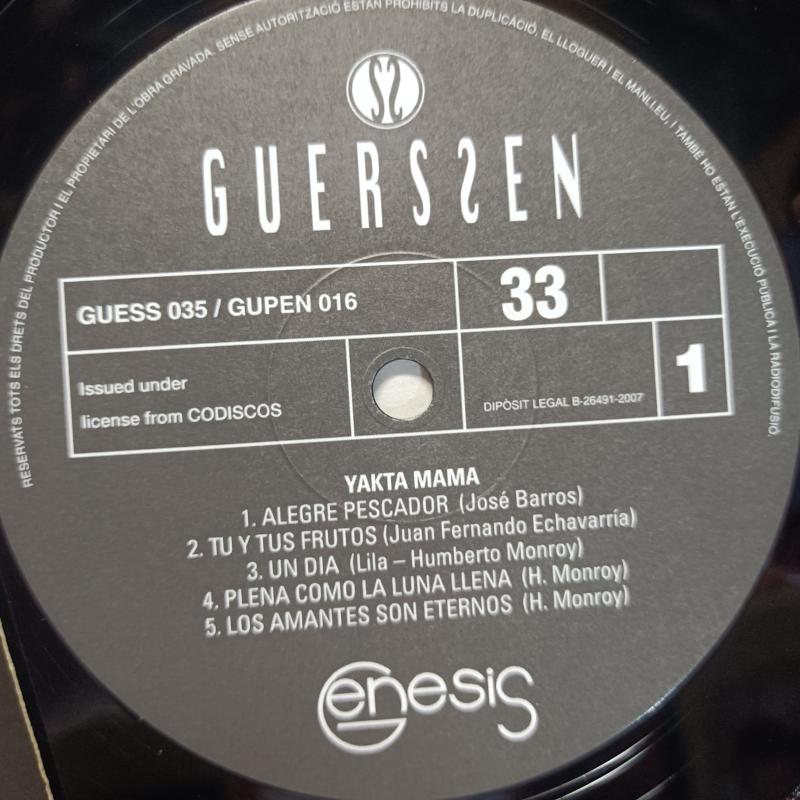 RESERVATS TOTS ELS DRETS DEL PRODUCTOR I EL PROPIETARI DE L'OBRA GRAVADA. SENSE AUTORITZACIÓ ESTAN PROHIBITS LA DUPLICACIÓ, EL LLOGUER I EL MANLLEU, I TAMBÉ HO ESTAN L'EXECUCIÓ PÚBLICA I LA RADIODIFUSIÓ.
GUERSSEN
GUESS 035 / GUPEN 016
33
Issued under
license from CODISCOS
DIPÒSIT LEGAL B-26491-2007
1
YAKTA MAMA
1. ALEGRE PESCADOR (José Barros)
2. TU Y TUS FRUTOS (Juan Fernando Echavarría)
3. UN DIA (Lila – Humberto Monroy)
4. PLENA COMO LA LUNA LLENA (H. Monroy)
5. LOS AMANTES SON ETERNOS (H. Monroy)
Genesis